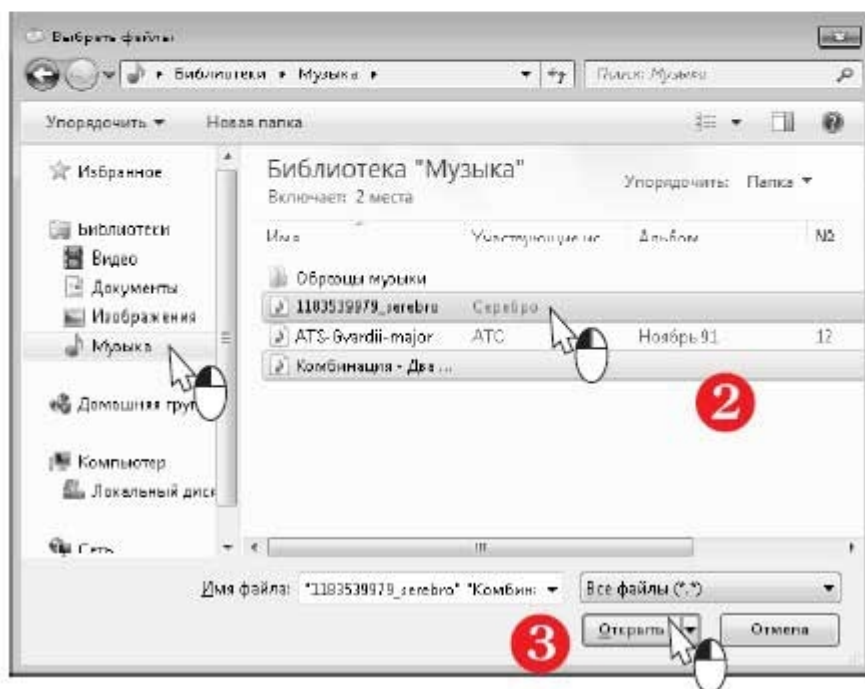 Выбрать файлы
Библиотеки ▸ Музыка ▸
Поиск: Музыка
Упорядочить ▼ Новая папка
Избранное
Библиотеки
Видео
Документы
Изображения
Музыка
Домашняя груп
Компьютер
Локальный диск
Сеть
Библиотека "Музыка"
Включает: 2 места
Упорядочить: Папка ▼
Имя Участвующие ис Альбом №
Образцы музыки
1183539979_serebro Серебро
ATS-Gvardii-major АТС Ноябрь 91 12
Комбинация - Два ...
2
Имя файла: "1183539979_serebro" "Комбин: Все файлы (*.*)
3 Открыть Отмена